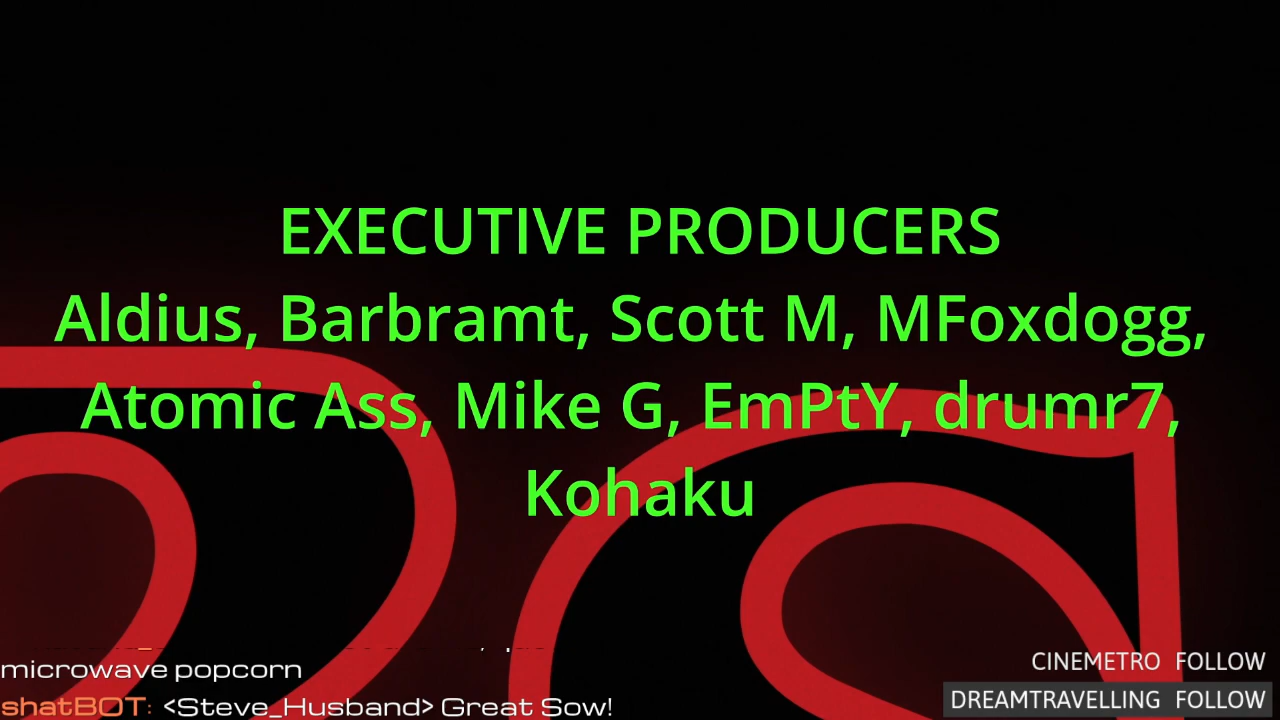 EXECUTIVE PRODUCERS
Aldius, Barbramt, Scott M, MFoxdogg,
Atomic Ass, Mike G, EmPtY, drumr7,
Kohaku
microwave popcorn
shatBOT: <Steve_Husband> Great Sow!
CINEMETRO FOLLOW
DREAMTRAVELLING FOLLOW